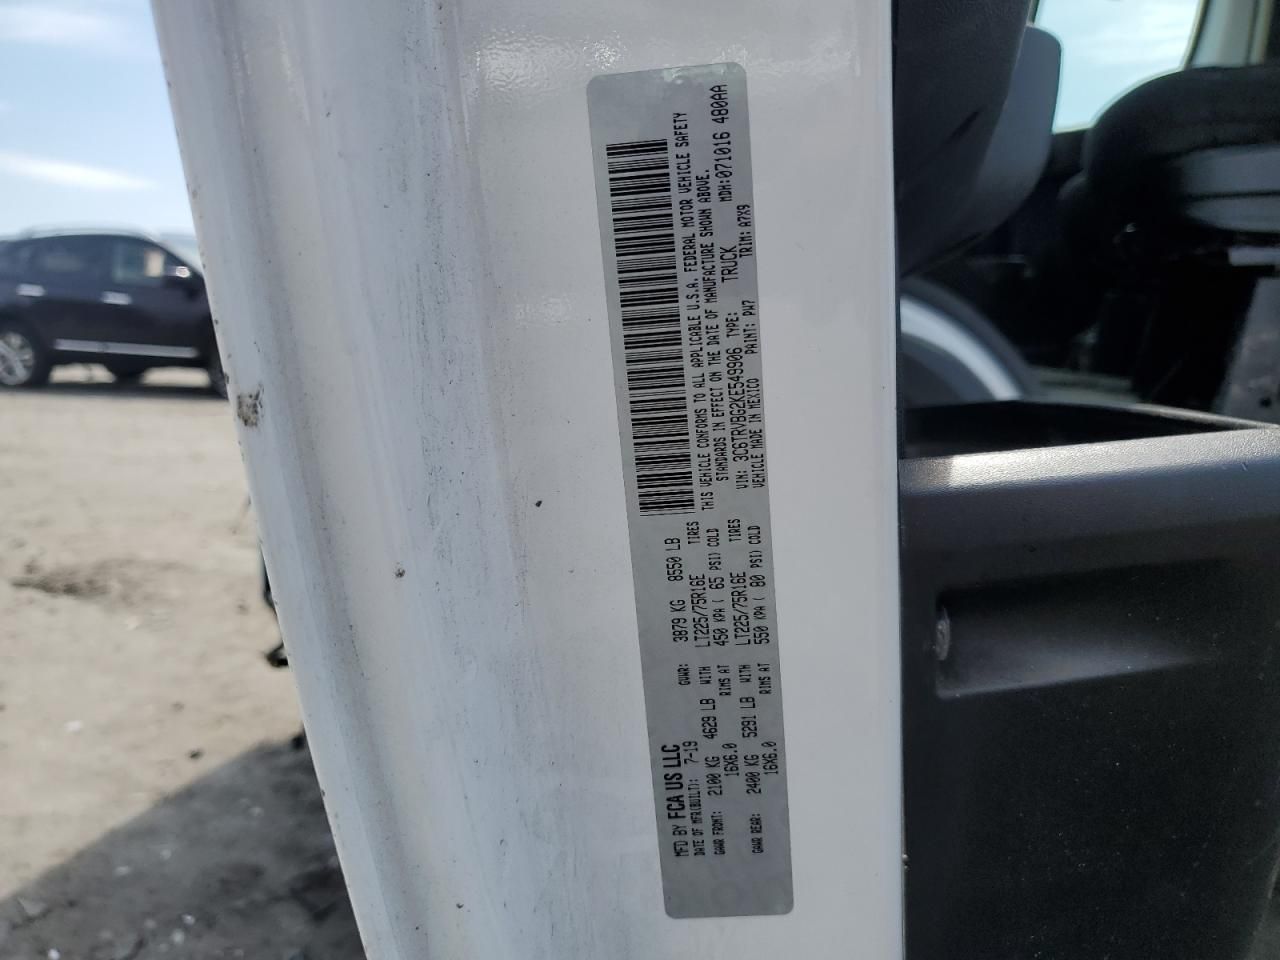 MFD BY FCA US LLC
DATE OF MFR(BUILT): 7-19 GVWR: 3879 KG 8550 LB
GAWR FRONT: 2100 KG 4629 LB WITH LT225/75R16E TIRES
16X6.0 RIMS AT 450 KPA ( 65 PSI) COLD
GAWR REAR: 2400 KG 5291 LB WITH LT225/75R16E TIRES
16X6.0 RIMS AT 550 KPA ( 80 PSI) COLD
THIS VEHICLE CONFORMS TO ALL APPLICABLE U.S.A. FEDERAL MOTOR VEHICLE SAFETY
STANDARDS IN EFFECT ON THE DATE OF MANUFACTURE SHOWN ABOVE.
VIN: 3C6TRVBG2KE549906 TYPE: TRUCK MDH:071016 480AA
VEHICLE MADE IN MEXICO PAINT: PW7 TRIM: A7X9